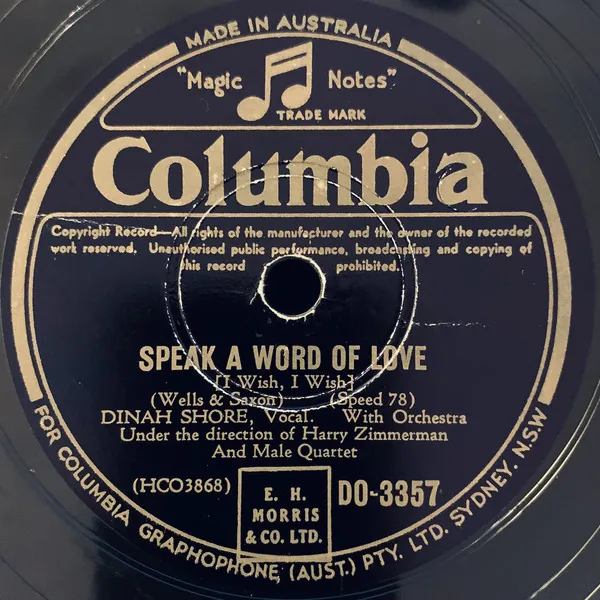 MADE IN AUSTRALIA
"Magic Notes"
TRADE MARK
Columbia
Copyright Record—All rights of the manufacturer and the owner of the recorded
work reserved. Unauthorised public performance, broadcasting and copying of
this record prohibited.
SPEAK A WORD OF LOVE
[I Wish, I Wish]
(Wells & Saxon) (Speed 78)
DINAH SHORE, Vocal. With Orchestra
Under the direction of Harry Zimmerman
And Male Quartet
(HCO3868)
E. H.
MORRIS
& CO. LTD.
DO-3357
FOR COLUMBIA GRAPHOPHONE, (AUST.) PTY. LTD. SYDNEY. N.S.W